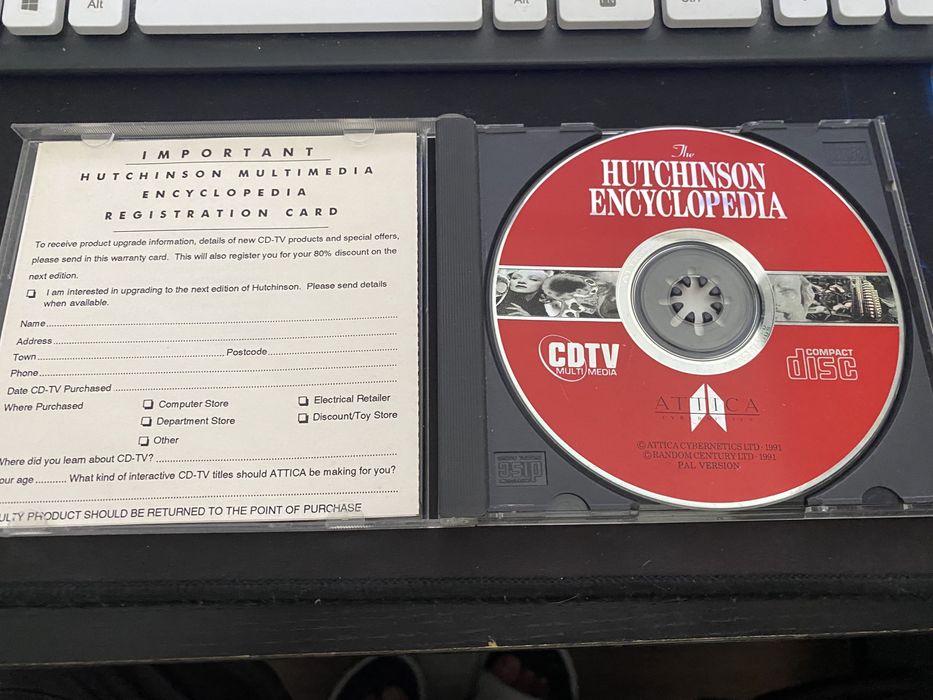 Alt
Alt
Ctrl
IMPORTANT
HUTCHINSON MULTIMEDIA
ENCYCLOPEDIA
REGISTRATION CARD
To receive product upgrade information, details of new CD-TV products and special offers,
please send in this warranty card. This will also register you for your 80% discount on the
next edition.
I am interested in upgrading to the next edition of Hutchinson. Please send details
when available.
Name
Address
Town Postcode
Phone
Date CD-TV Purchased
Where Purchased
Computer Store
Electrical Retailer
Department Store
Discount/Toy Store
Other
Where did you learn about CD-TV?
our age What kind of interactive CD-TV titles should ATTICA be making for you?
ULTY PRODUCT SHOULD BE RETURNED TO THE POINT OF PURCHASE
The
HUTCHINSON
ENCYCLOPEDIA
CDTV
MULTIMEDIA
COMPACT
disc
ATTICA
CYBERNETICS
© ATTICA CYBERNETICS LTD · 1991
© RANDOM CENTURY LTD · 1991
PAL VERSION
disc